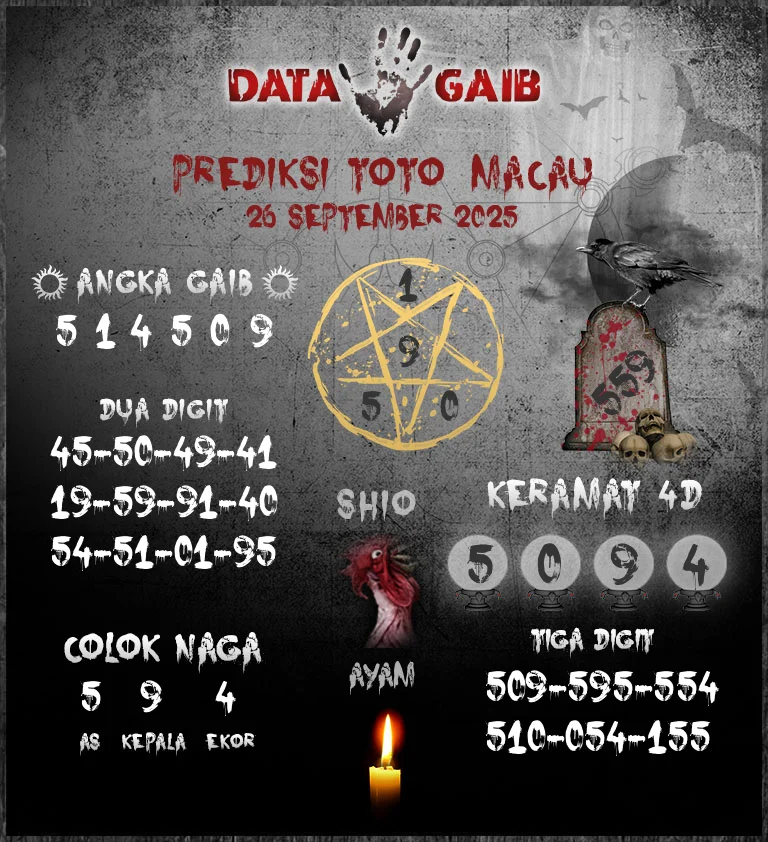 DATA GAIB
PREDIKSI TOTO MACAU
26 SEPTEMBER 2025
ANGKA GAIB
5 1 4 5 0 9
1
9
5 0
559
DUA DIGIT
45-50-49-41
19-59-91-40
54-51-01-95
SHIO
AYAM
KERAMAT 4D
5 0 9 4
TIGA DIGIT
509-595-554
510-054-155
COLOK NAGA
5 9 4
AS KEPALA EKOR